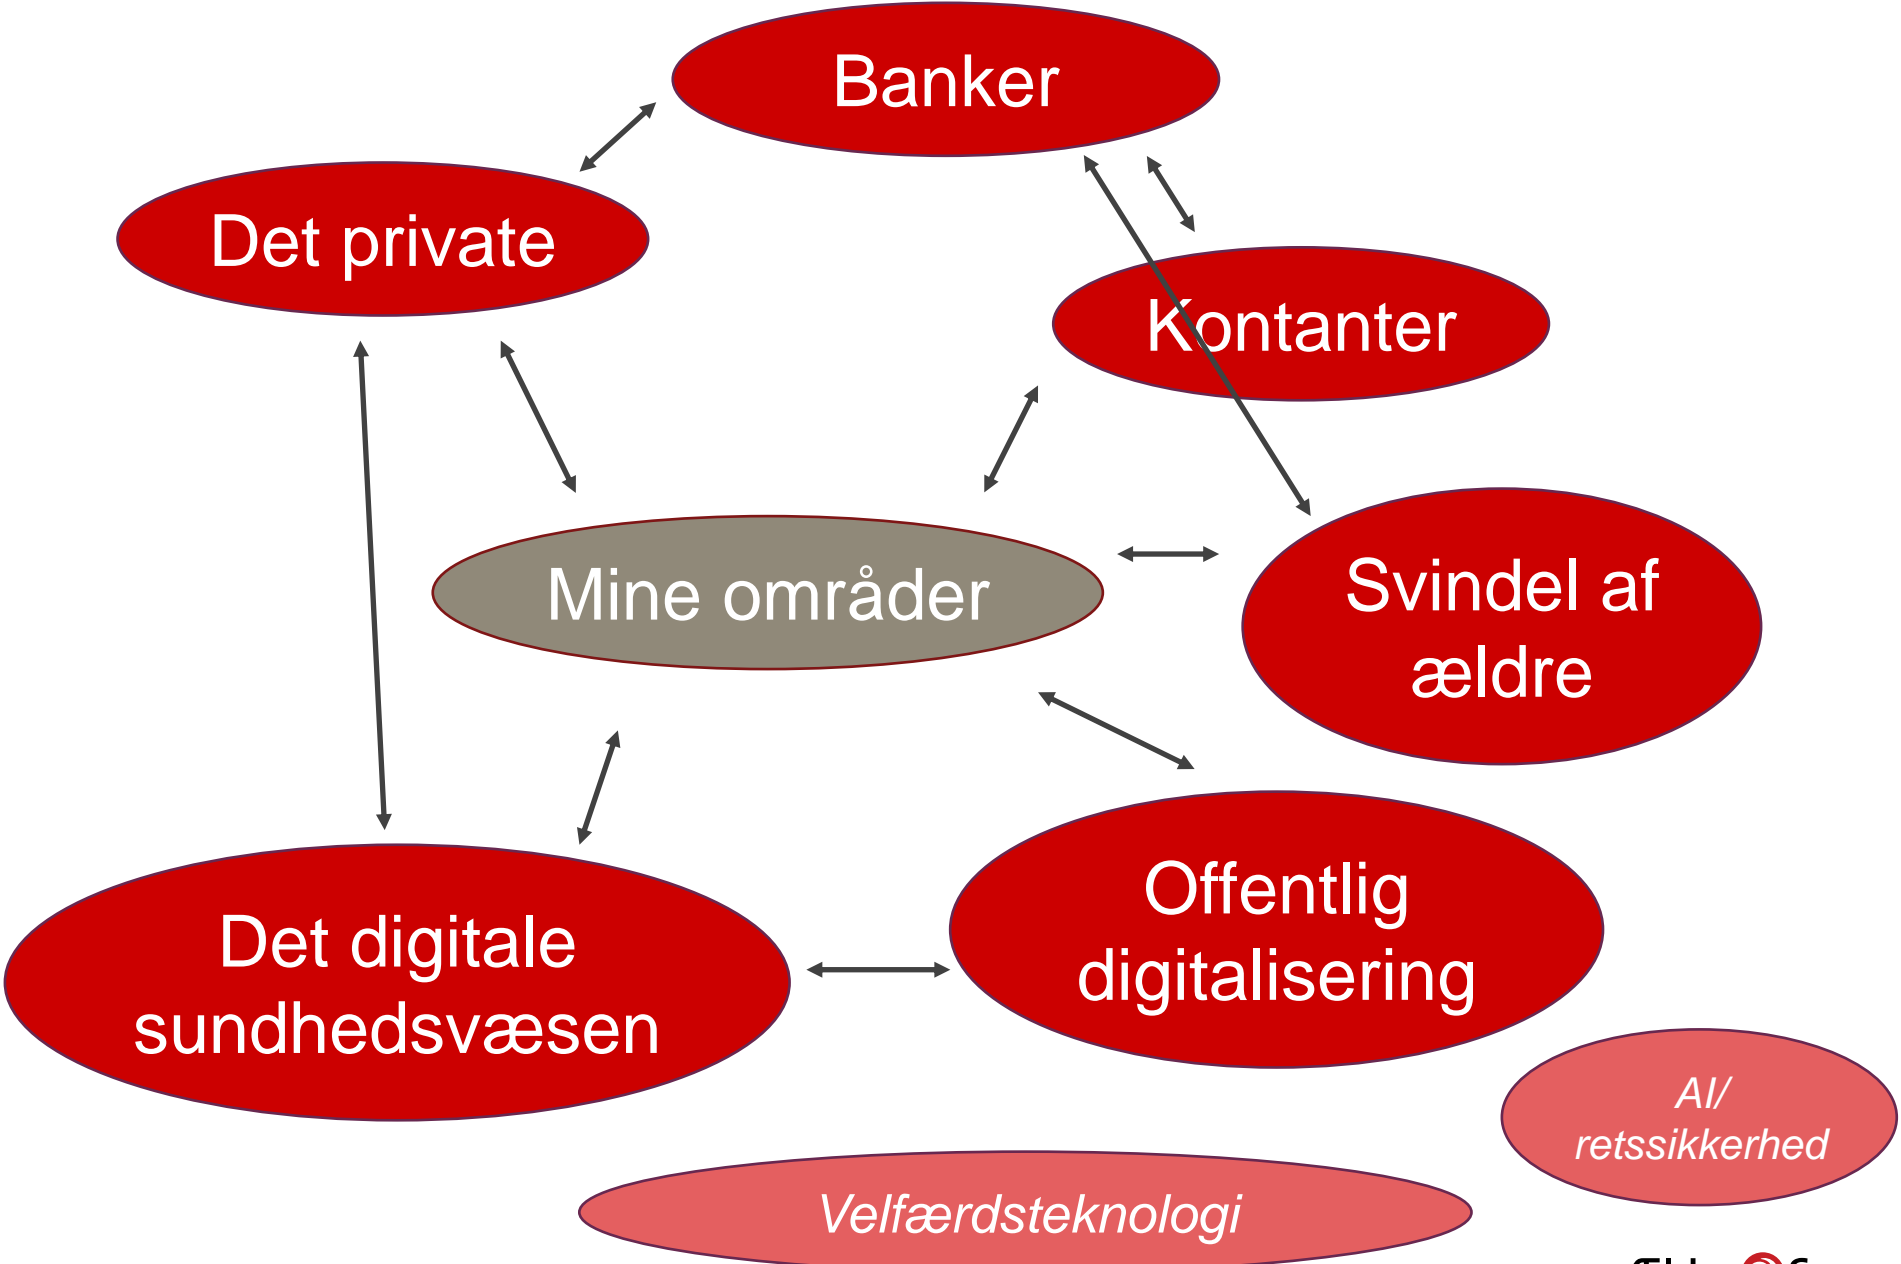 Banker
Det private
Kontanter
Mine områder
Svindel af
ældre
Offentlig
digitalisering
Det digitale
sundhedsvæsen
AI/
retssikkerhed
Velfærdsteknologi